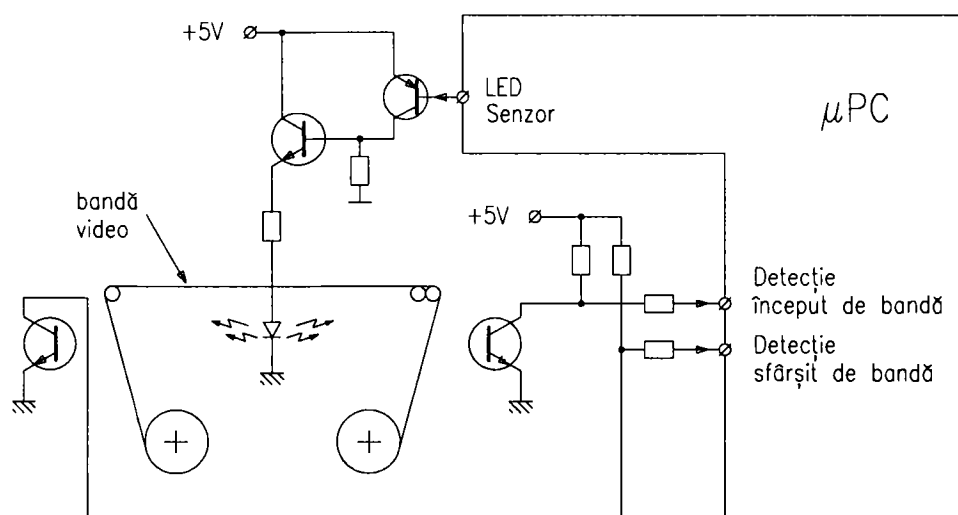 +5V
LED
Senzor
μPC
bandă
video
+5V
Detecție
început de bandă
Detecție
sfârșit de bandă